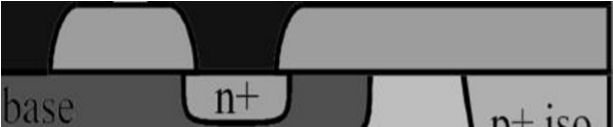 n+
base
p+ iso